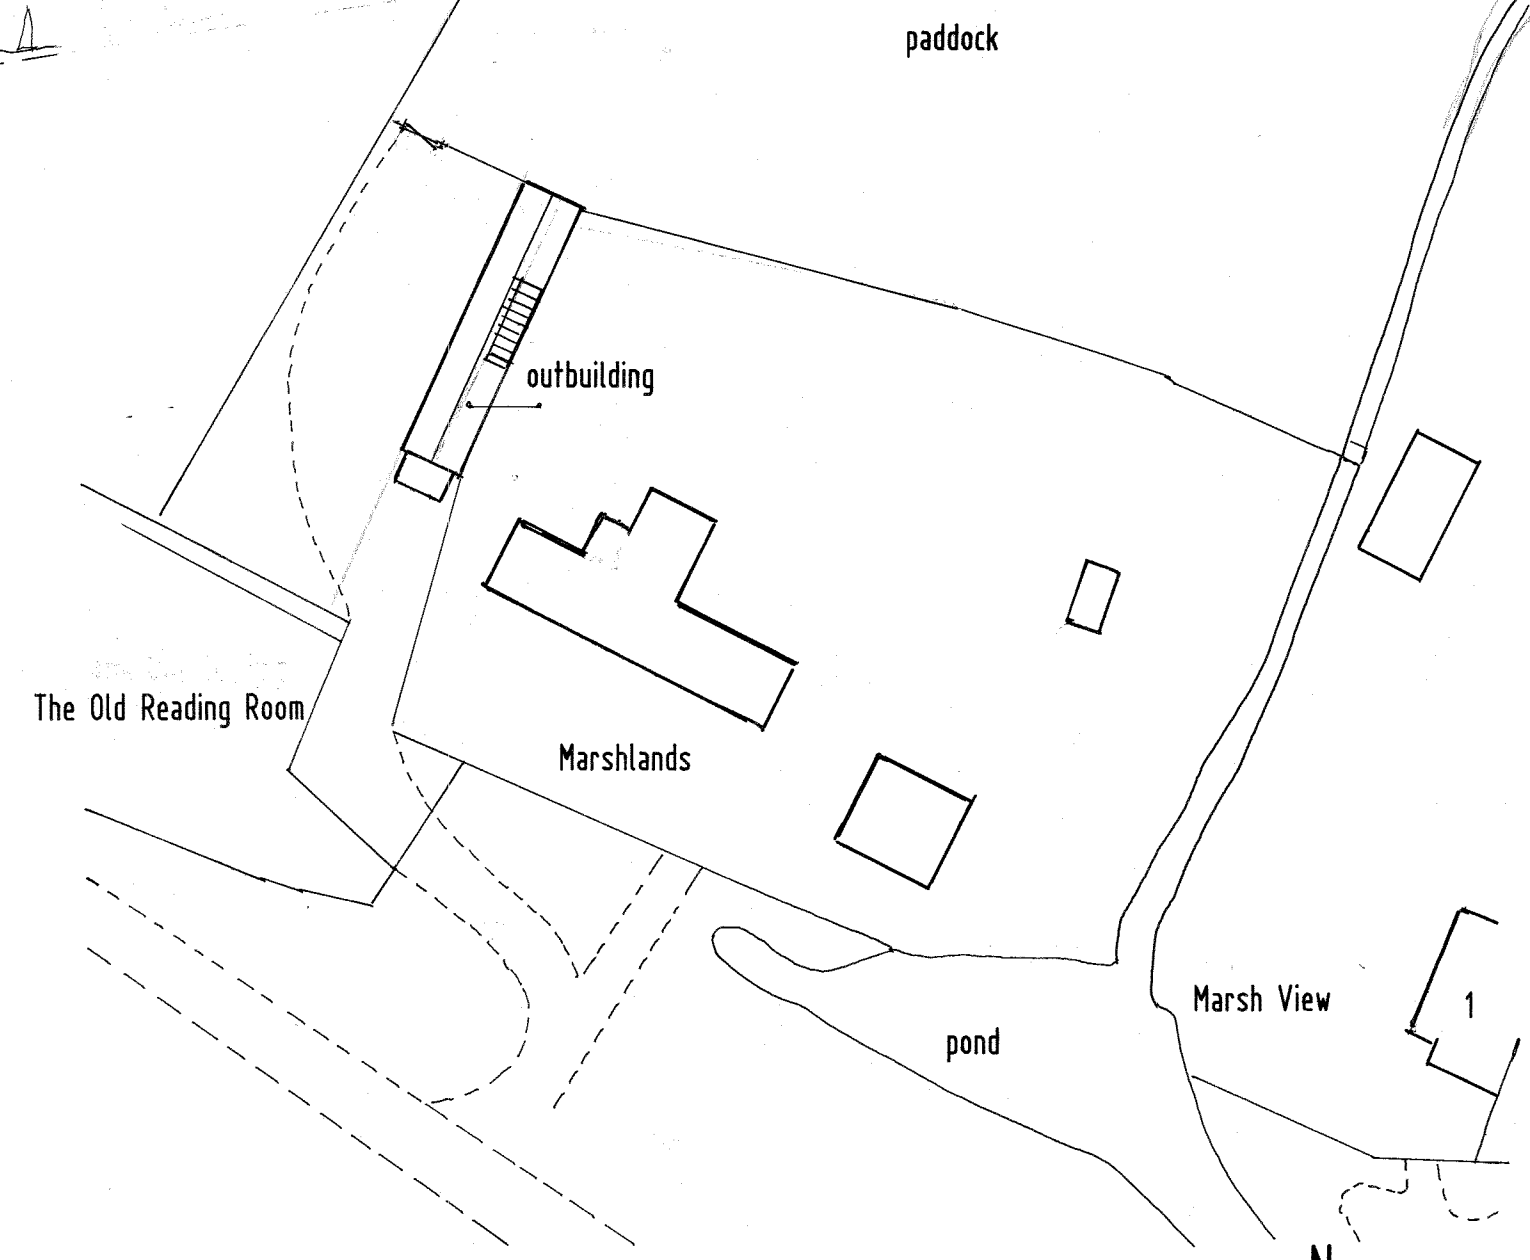 paddock
outbuilding
The Old Reading Room
Marshlands
Marsh View
1
pond
N